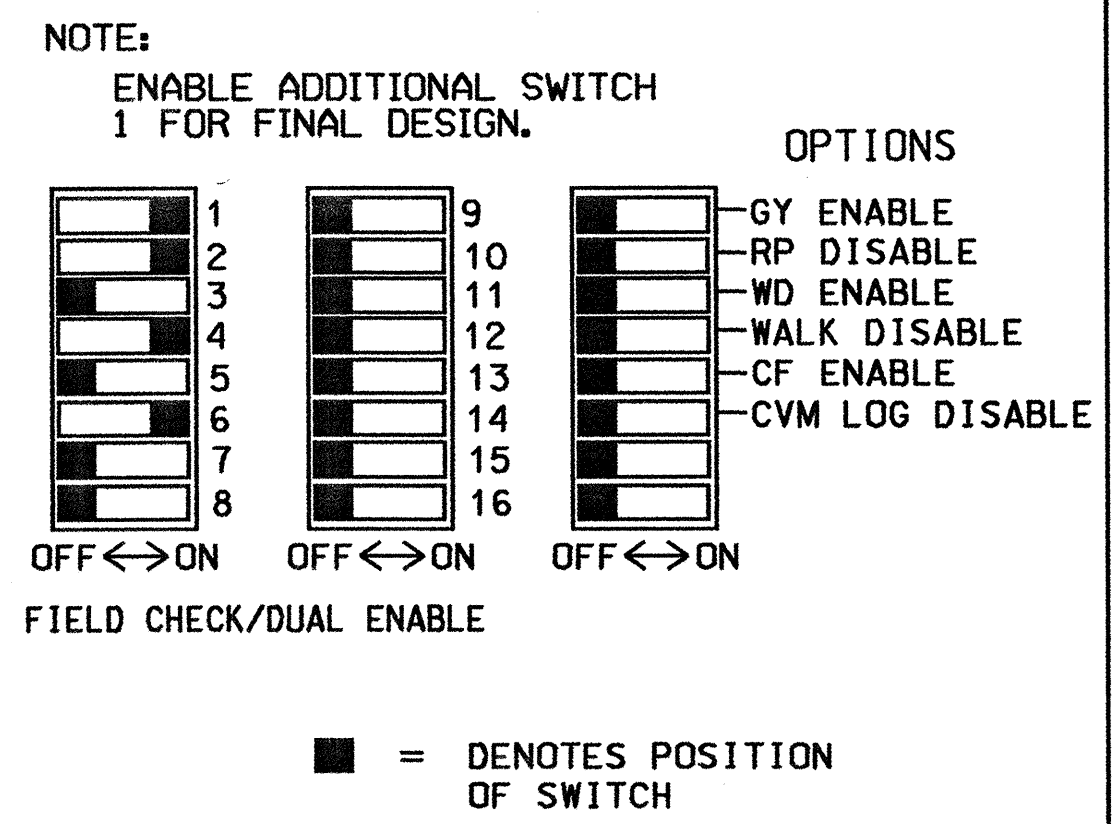 NOTE:
ENABLE ADDITIONAL SWITCH
1 FOR FINAL DESIGN.
OPTIONS
1
2
3
4
5
6
7
8
OFF<->ON
9
10
11
12
13
14
15
16
OFF<->ON
GY ENABLE
RP DISABLE
WD ENABLE
WALK DISABLE
CF ENABLE
CVM LOG DISABLE
OFF<->ON
FIELD CHECK/DUAL ENABLE
= DENOTES POSITION
OF SWITCH